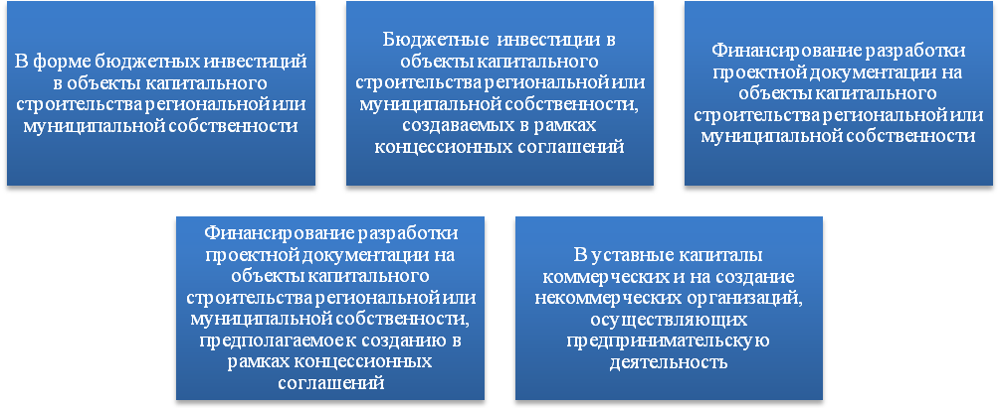 В форме бюджетных инвестиций
в объекты капитального
строительства региональной или
муниципальной собственности
Бюджетные инвестиции в
объекты капитального
строительства региональной или
муниципальной собственности,
создаваемых в рамках
концессионных соглашений
Финансирование разработки
проектной документации на
объекты капитального
строительства региональной или
муниципальной собственности
Финансирование разработки
проектной документации на
объекты капитального
строительства региональной или
муниципальной собственности,
предполагаемое к созданию в
рамках концессионных
соглашений
В уставные капиталы
коммерческих и на создание
некоммерческих организаций,
осуществляющих
предпринимательскую
деятельность